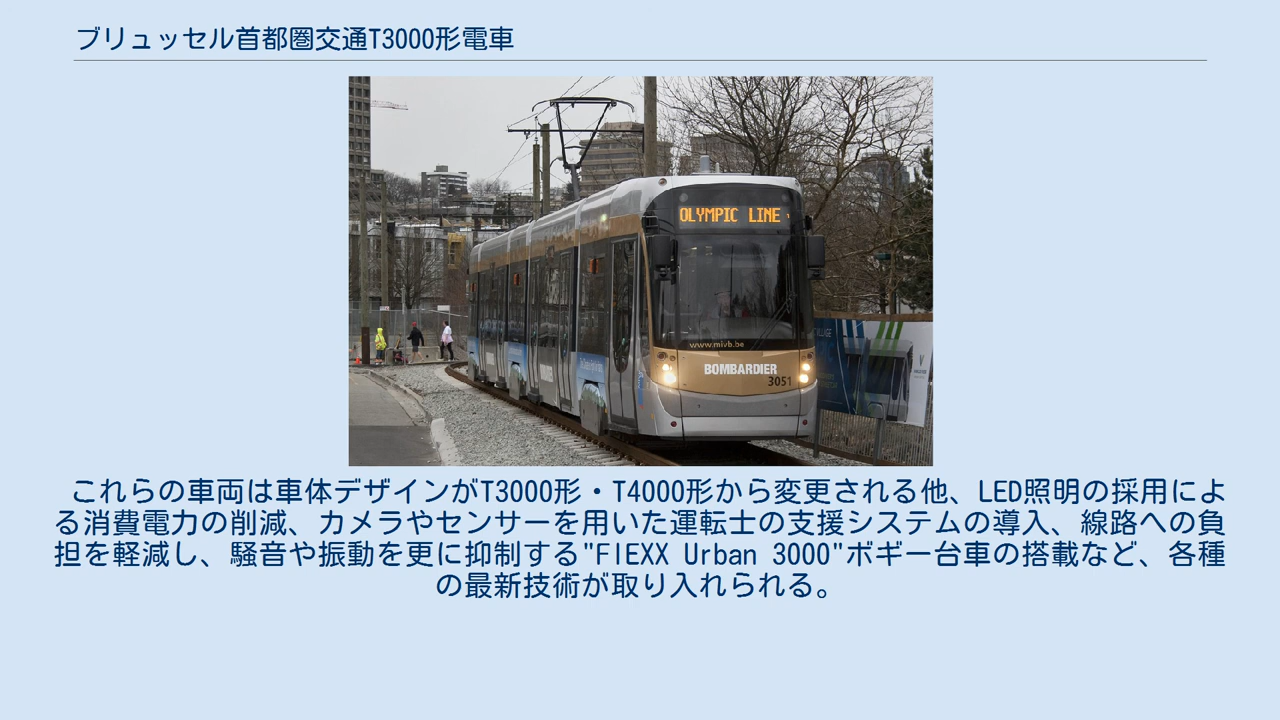 ブリュッセル首都圏交通T3000形電車
OLYMPIC LINE
www.mivb.be
BOMBARDIER
3051
これらの車両は車体デザインがT3000形・T4000形から変更される他、LED照明の採用によ
る消費電力の削減、カメラやセンサーを用いた運転士の支援システムの導入、線路への負
担を軽減し、騒音や振動を更に抑制する"FlEXX Urban 3000"ボギー台車の搭載など、各種
の最新技術が取り入れられる。